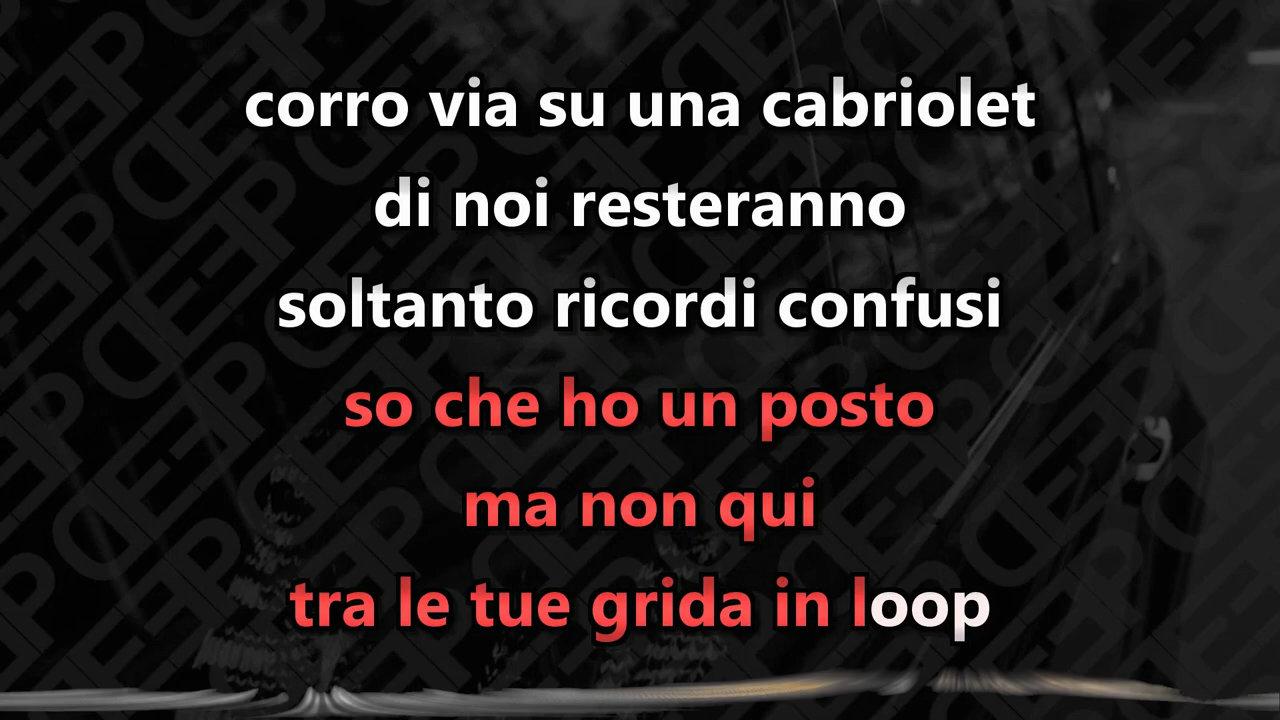 corro via su una cabriolet
di noi resteranno
soltanto ricordi confusi
so che ho un posto
ma non qui
tra le tue grida in loop